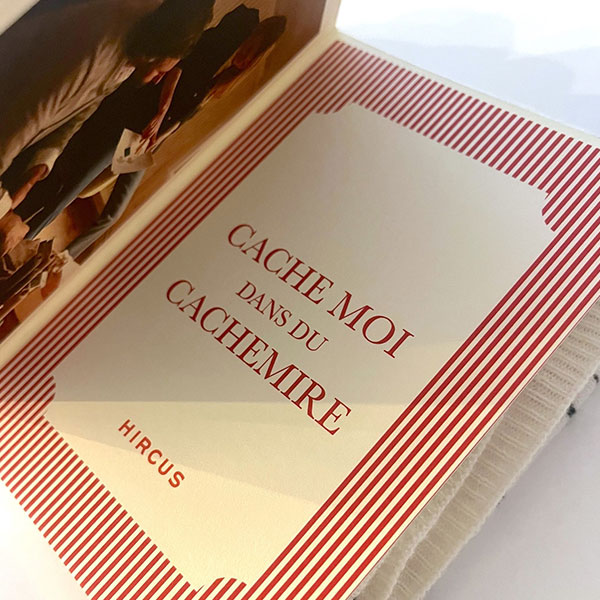 CACHE MOI
DANS DU
CACHEMIRE
HIRCUS